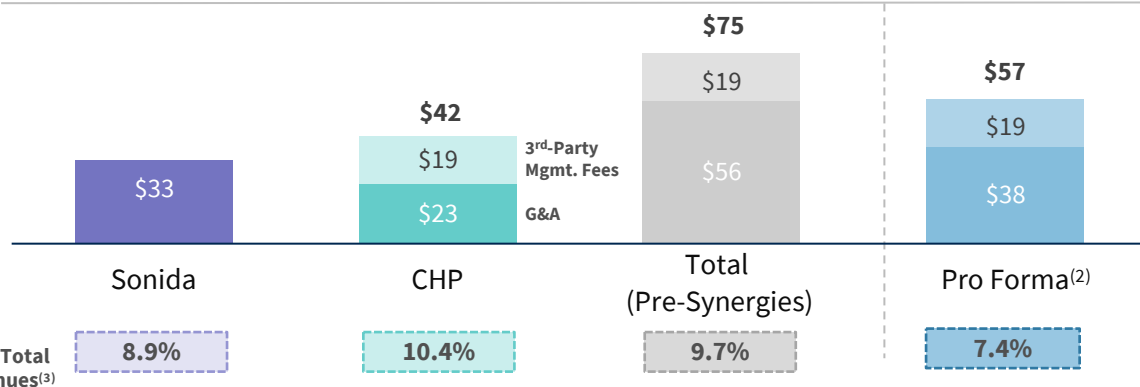 $75
$57
$42
$19
$19
$19
3rd-Party
Mgmt. Fees
$33
$56
$38
$23
G&A
Sonida
CHP
Total
(Pre-Synergies)
Pro Forma(2)
Total
nues(3)
8.9%
10.4%
9.7%
7.4%